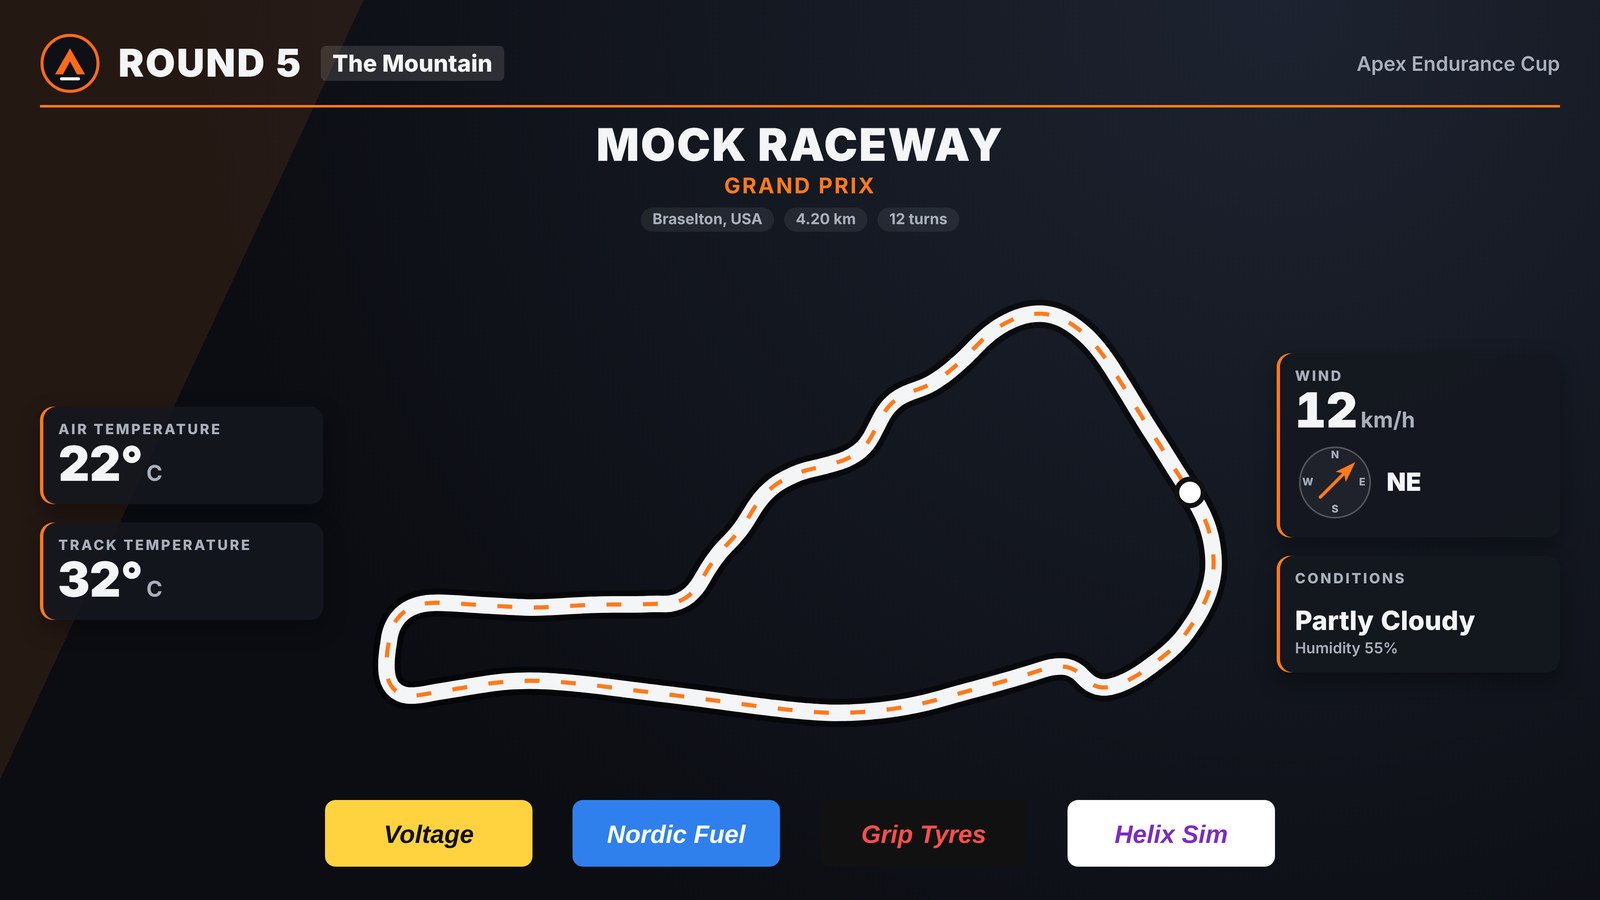 ROUND 5 The Mountain
Apex Endurance Cup
MOCK RACEWAY
GRAND PRIX
Braselton, USA 4.20 km 12 turns
AIR TEMPERATURE
22° C
TRACK TEMPERATURE
32° C
WIND
12 km/h
N
W E
S
NE
CONDITIONS
Partly Cloudy
Humidity 55%
Voltage Nordic Fuel Grip Tyres Helix Sim